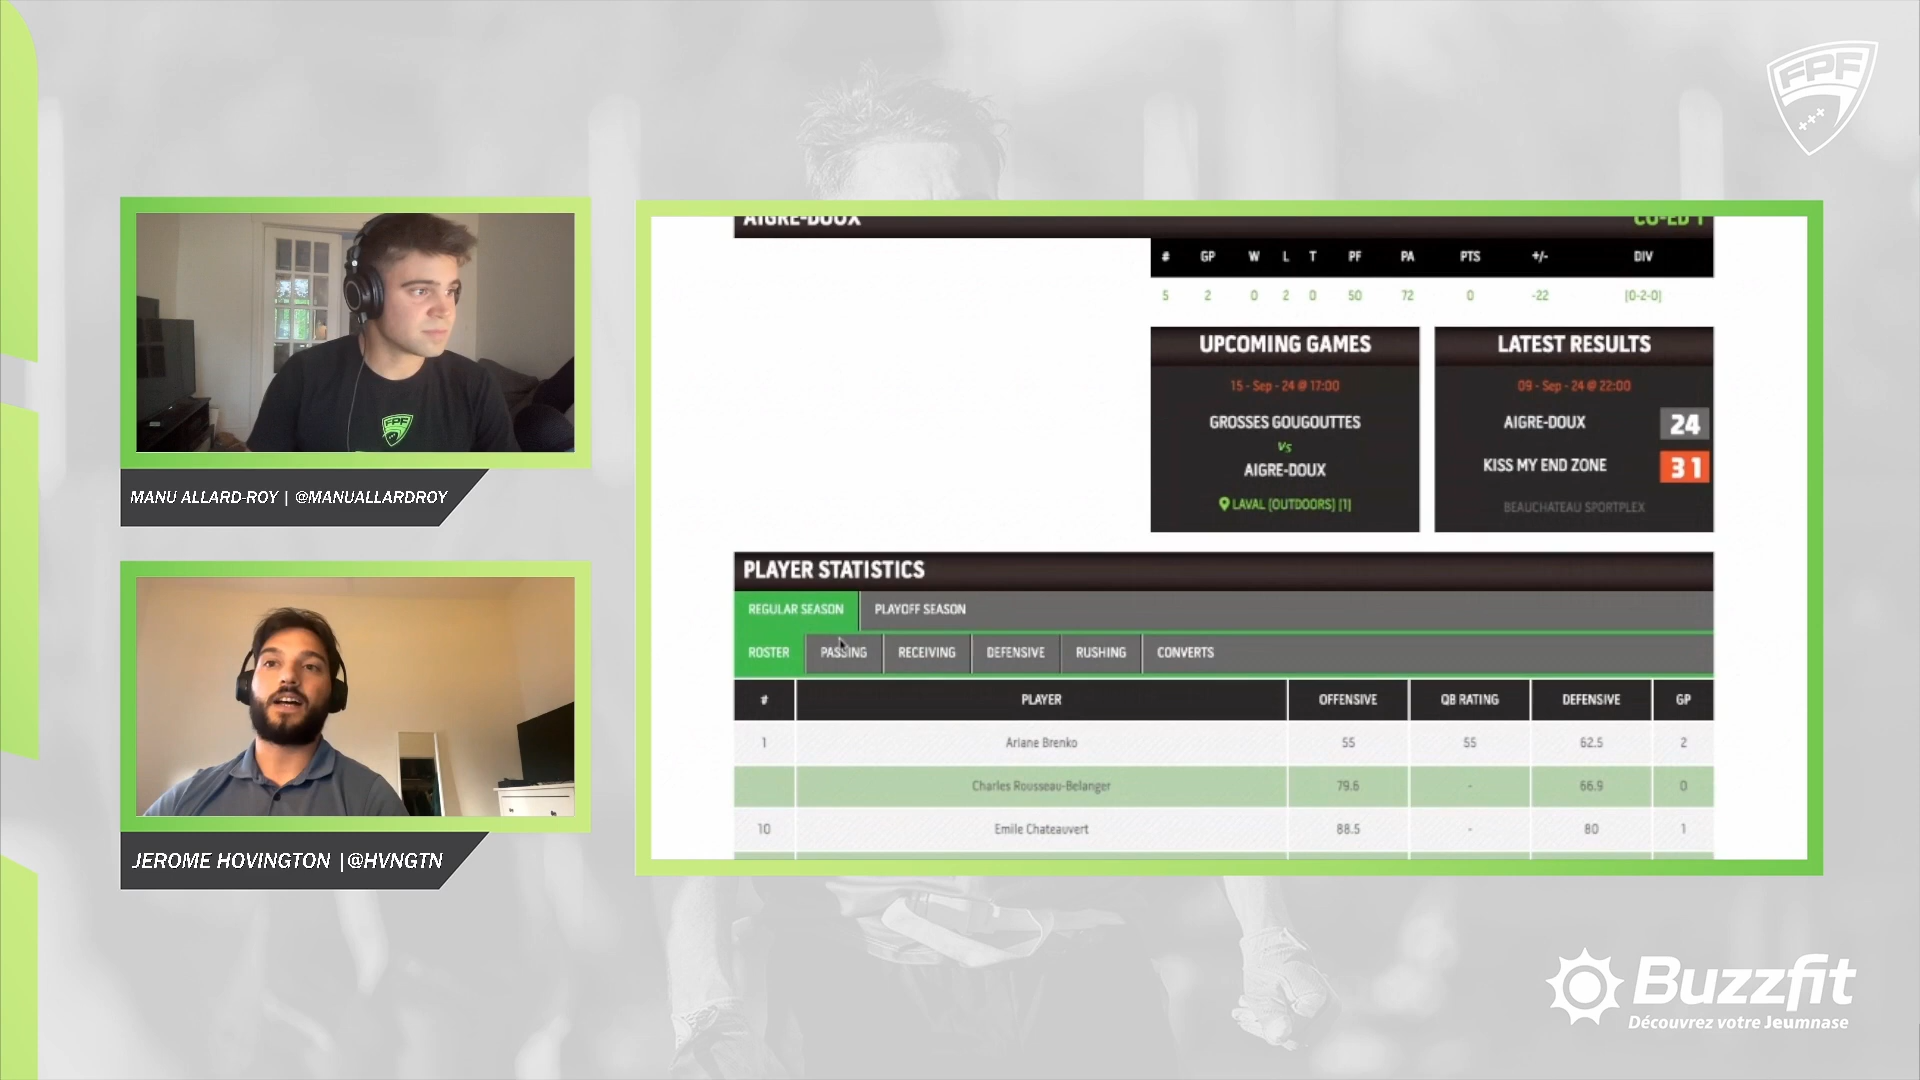 FPF
FPF
MANU ALLARD-ROY | @MANUALLARDROY
JEROME HOVINGTON |@HVNGTN
AIGRE-DOUX
CO-ED 1
# GP W L T PF PA PTS +/- DIV
5 2 0 2 0 50 72 0 -22 [0-2-0]
UPCOMING GAMES
15 - Sep - 24 @ 17:00
GROSSES GOUGOUTTES
VS
AIGRE-DOUX
LAVAL [OUTDOORS] [1]
LATEST RESULTS
09 - Sep - 24 @ 22:00
AIGRE-DOUX 24
KISS MY END ZONE 31
BEAUCHATEAU SPORTPLEX
PLAYER STATISTICS
REGULAR SEASON PLAYOFF SEASON
ROSTER PASSING RECEIVING DEFENSIVE RUSHING CONVERTS
# PLAYER OFFENSIVE QB RATING DEFENSIVE GP
1 Ariane Brenko 55 55 62.5 2
Charles Rousseau-Belanger 79.6 - 66.9 0
10 Emile Chateauvert 88.5 - 80 1
Buzzfit
Découvrez votre Jeumnase